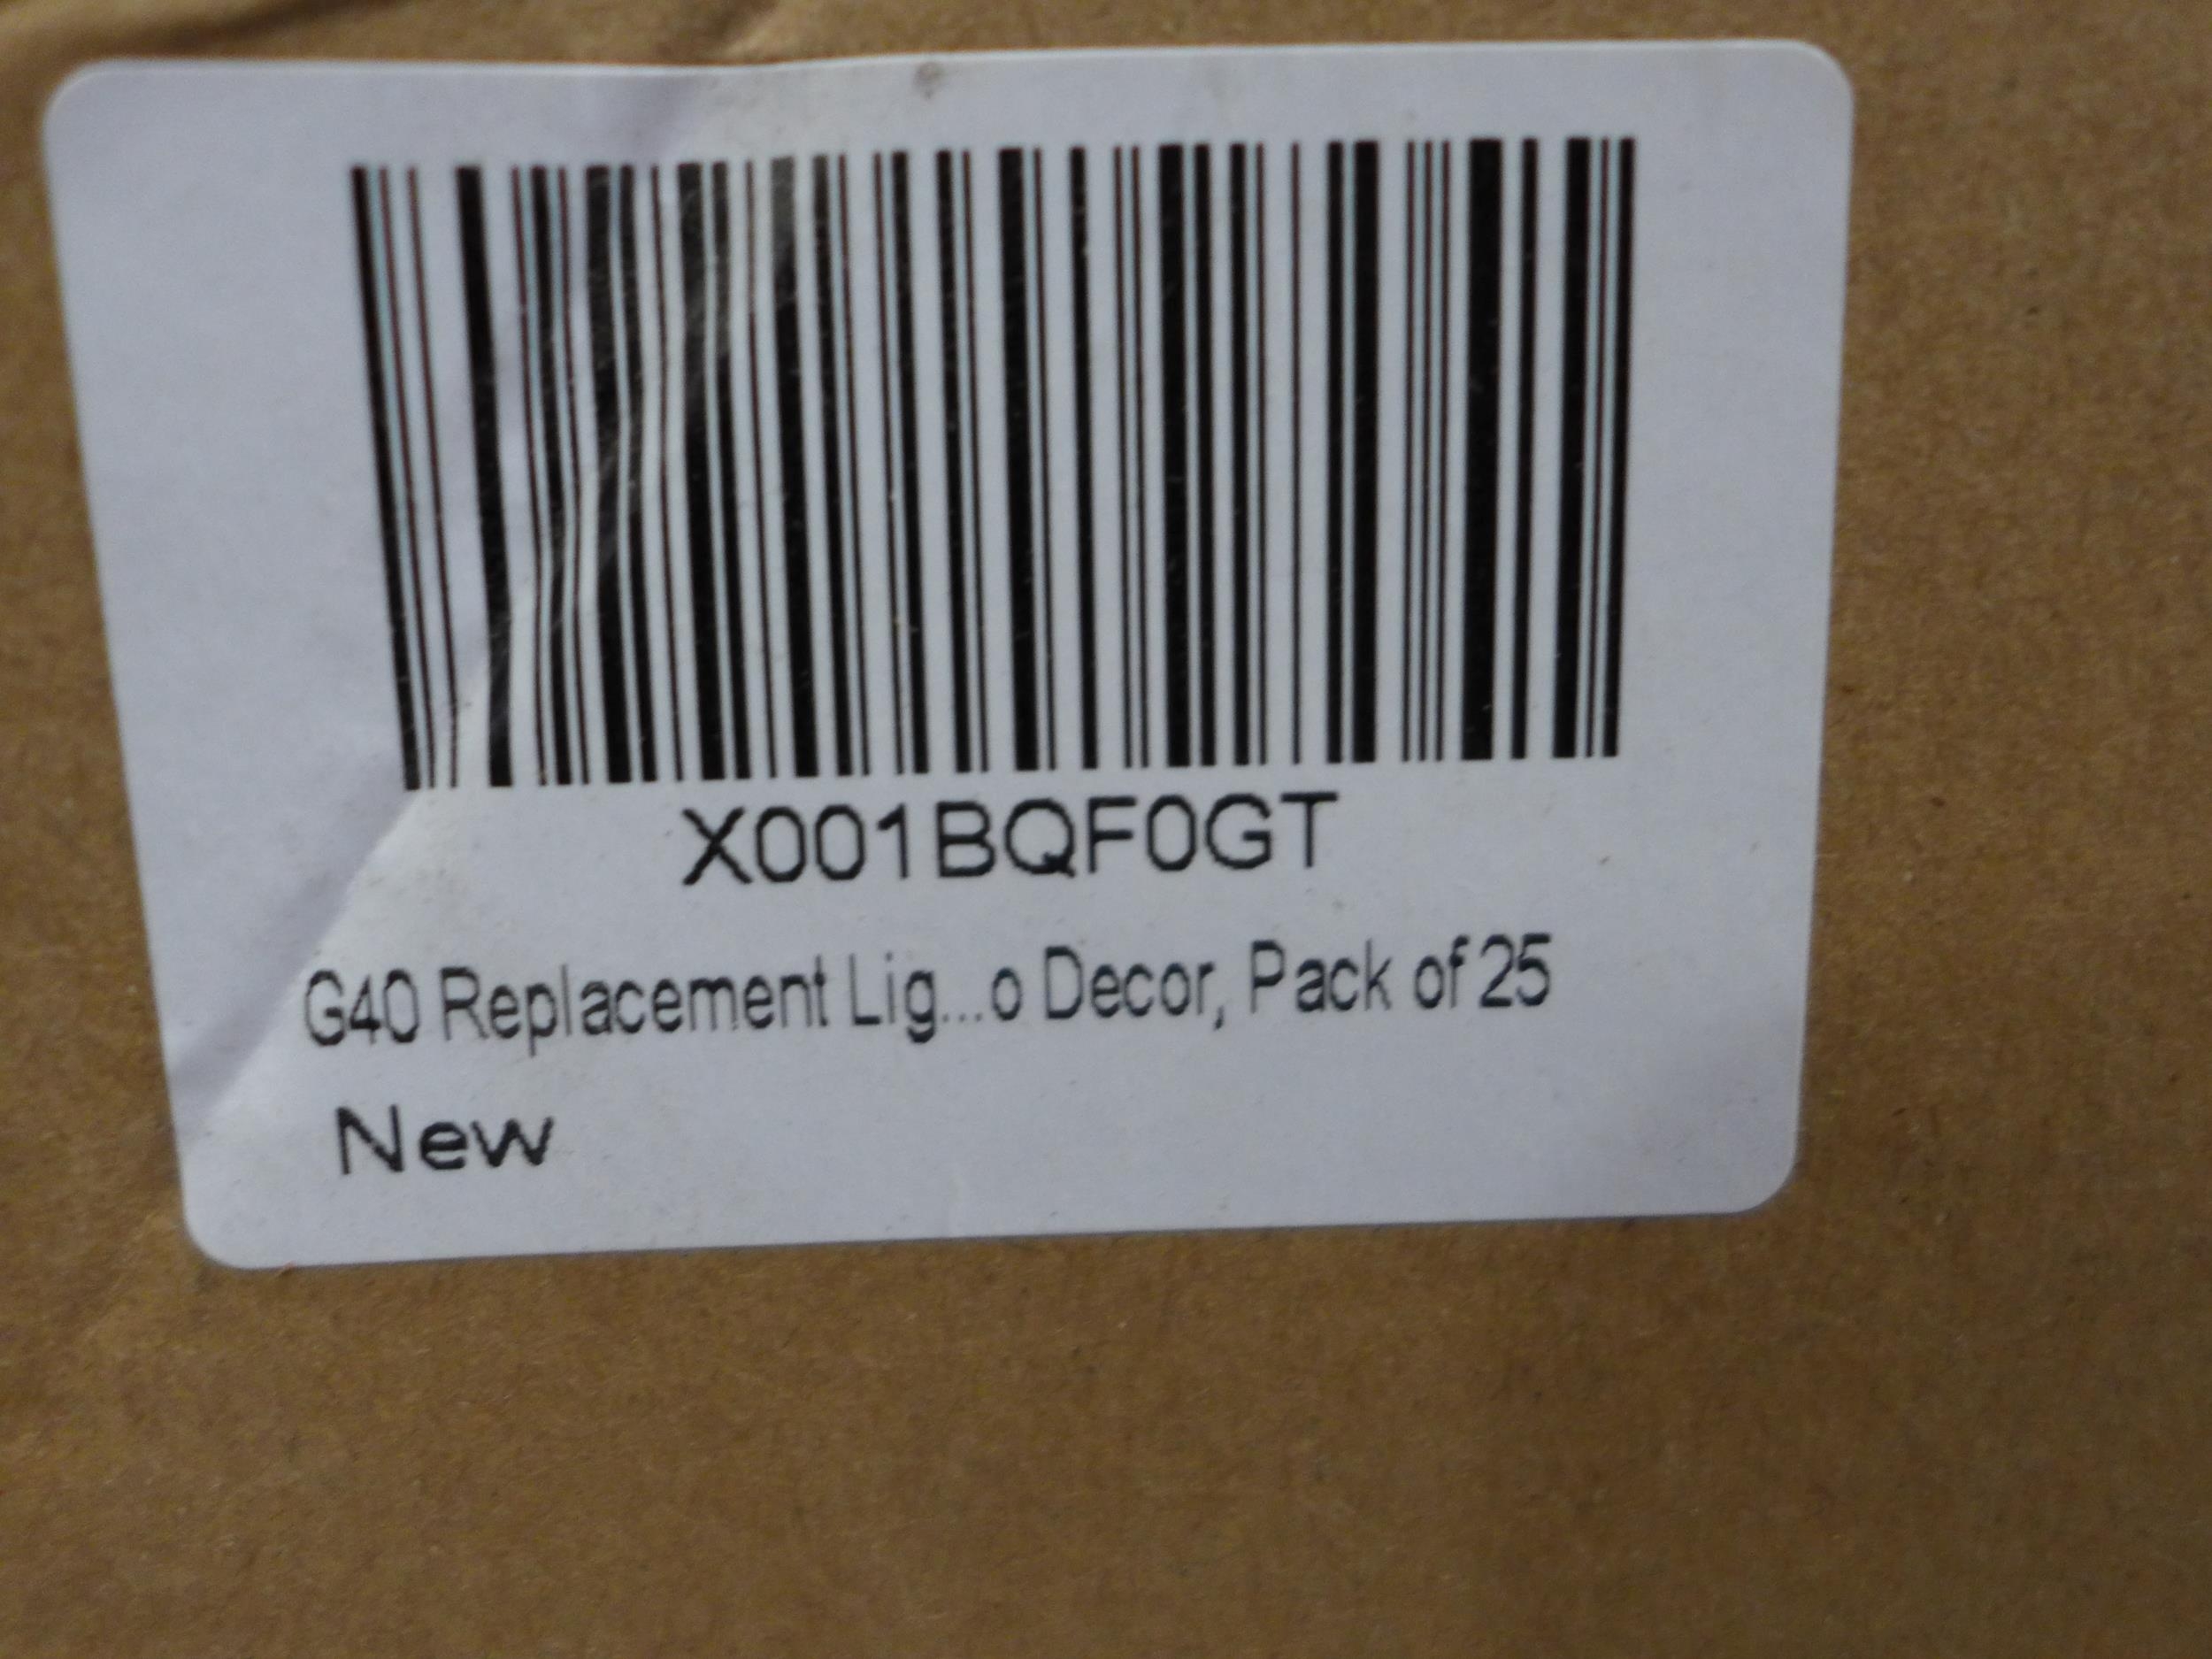 X001BQF0GT
G40 Replacement Lig...o Decor, Pack of 25
New